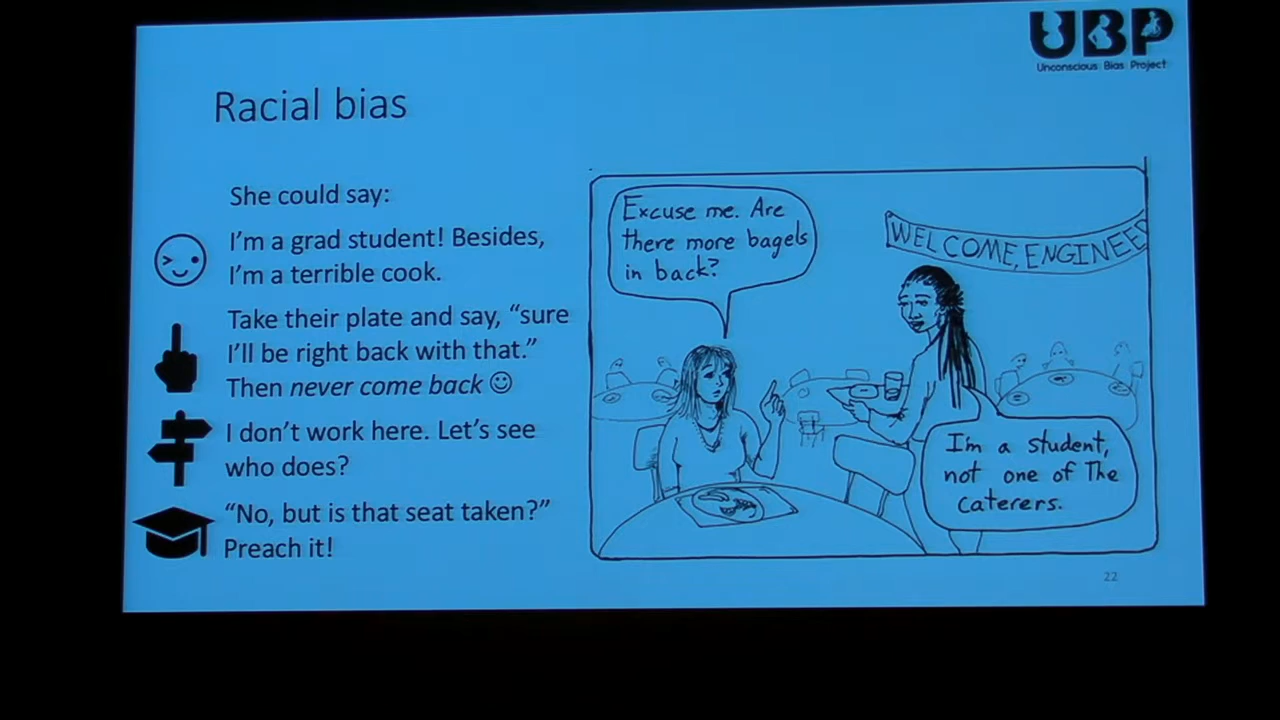 UBP
Unconscious Bias Project
Racial bias
She could say:
I'm a grad student! Besides,
I'm a terrible cook.
Take their plate and say, "sure
I'll be right back with that."
Then never come back ☺
I don't work here. Let's see
who does?
"No, but is that seat taken?"
Preach it!
Excuse me. Are
there more bagels
in back?
WELCOME, ENGINEE
I'm a student,
not one of The
caterers.
22